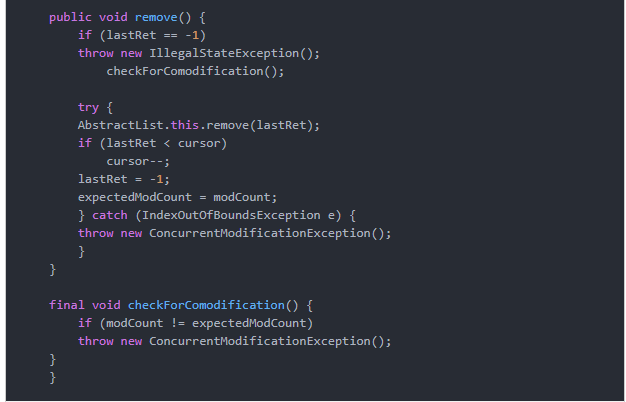 public void remove() {
    if (lastRet == -1)
    throw new IllegalStateException();
        checkForComodification();

    try {
    AbstractList.this.remove(lastRet);
    if (lastRet < cursor)
        cursor--;
    lastRet = -1;
    expectedModCount = modCount;
    } catch (IndexOutOfBoundsException e) {
    throw new ConcurrentModificationException();
    }
}

final void checkForComodification() {
    if (modCount != expectedModCount)
    throw new ConcurrentModificationException();
}
}